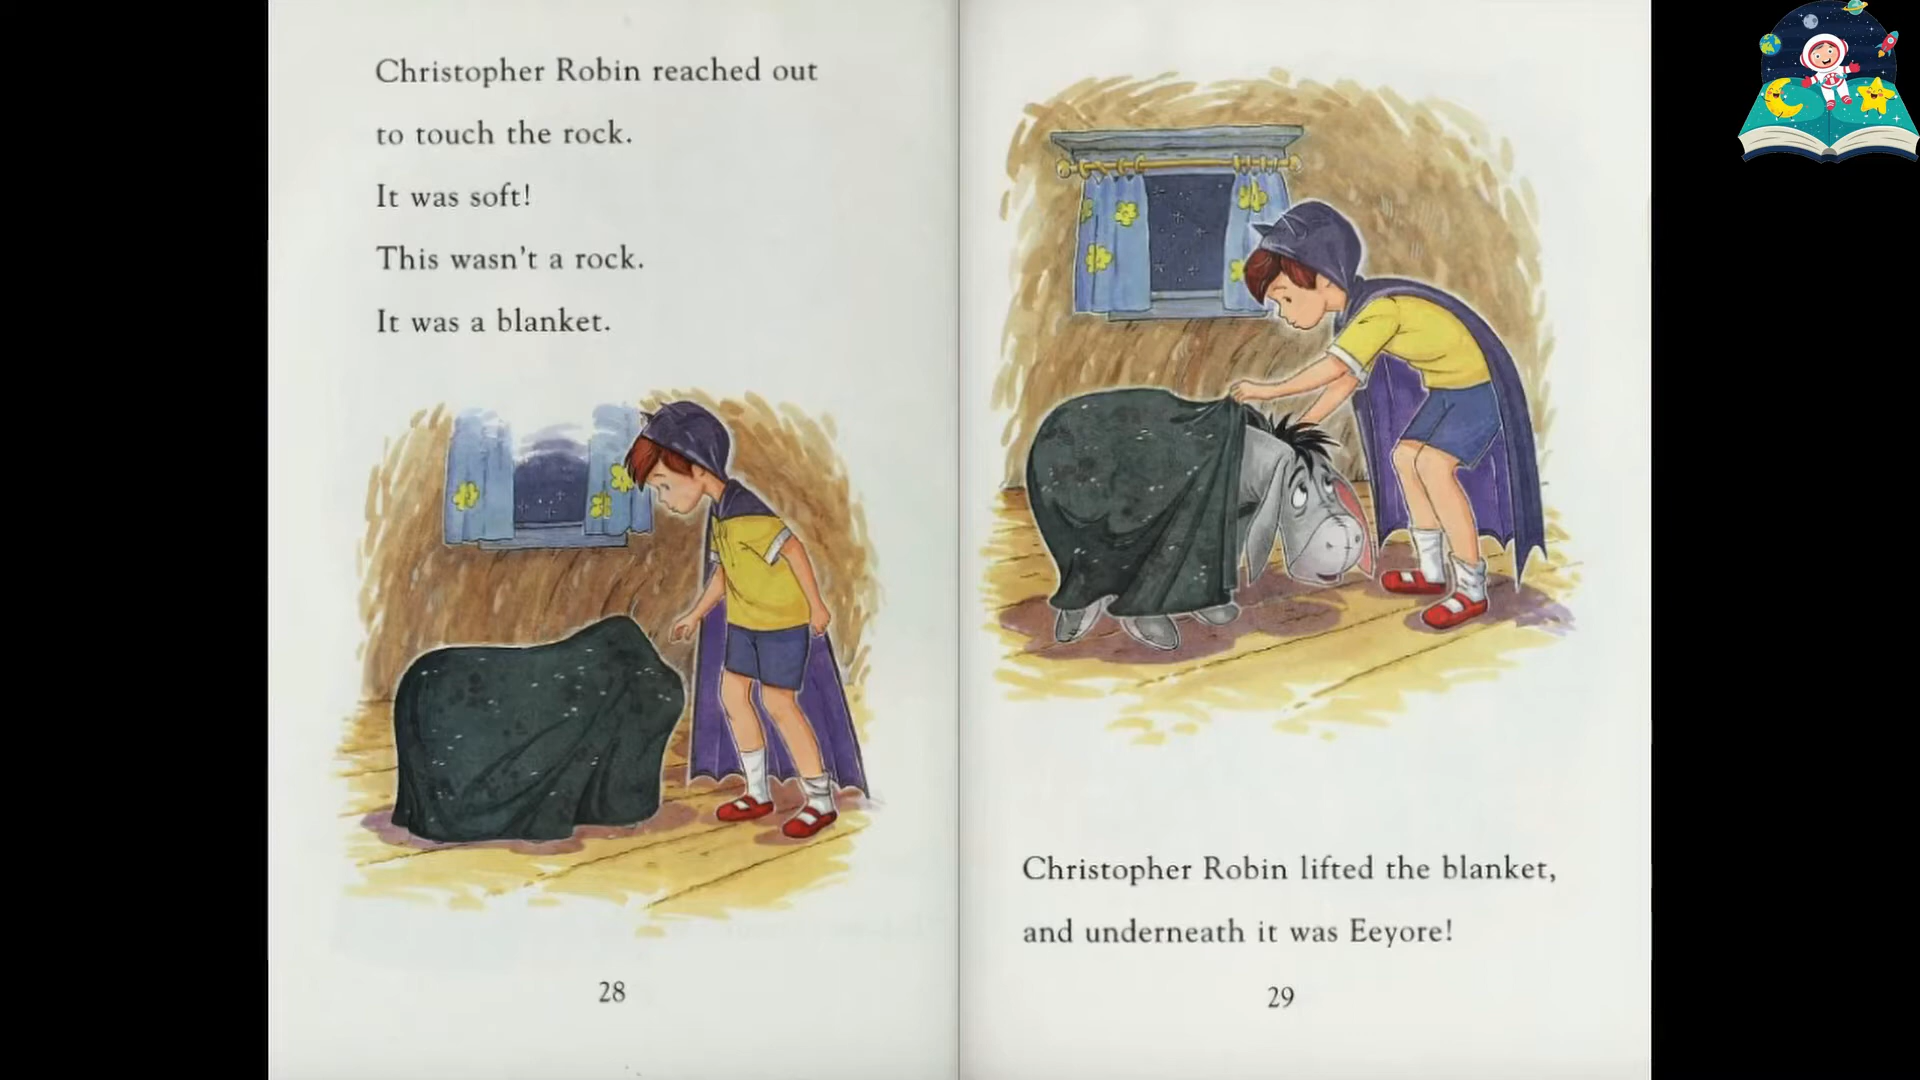 Christopher Robin reached out
to touch the rock.
It was soft!
This wasn't a rock.
It was a blanket.
28
Christopher Robin lifted the blanket,
and underneath it was Eeyore!
29